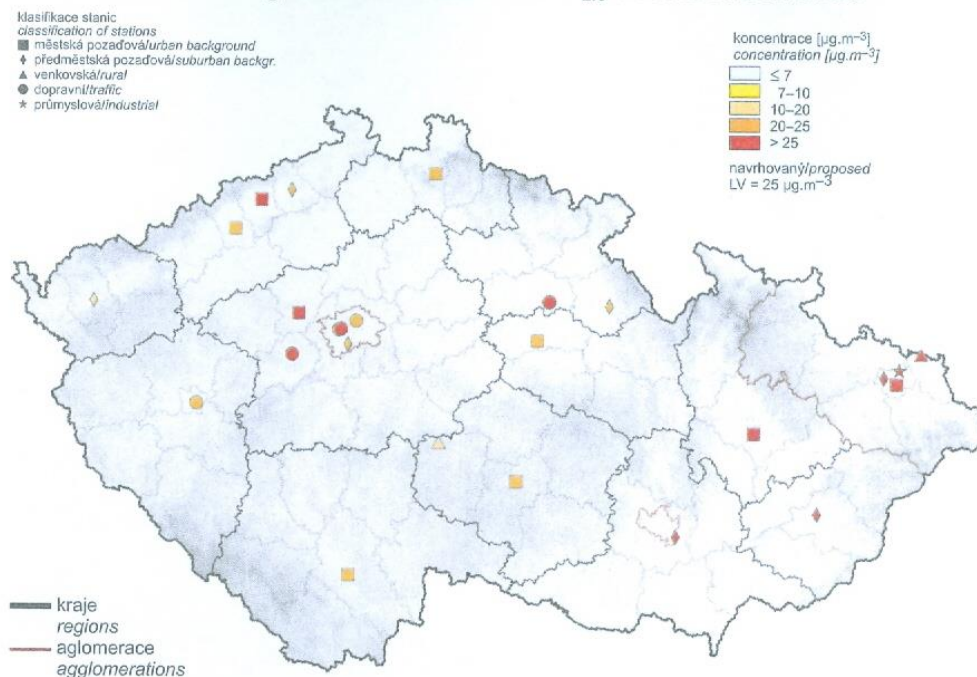 klasifikace stanic
classification of stations
městská pozaďová/urban background
předměstská pozaďová/suburban backgr.
venkovská/rural
dopravní/traffic
průmyslová/industrial
koncentrace [µg.m⁻³]
concentration [µg.m⁻³]
≤ 7
7–10
10–20
20–25
> 25
navrhovaný/proposed
LV = 25 µg.m⁻³
kraje
regions
aglomerace
agglomerations